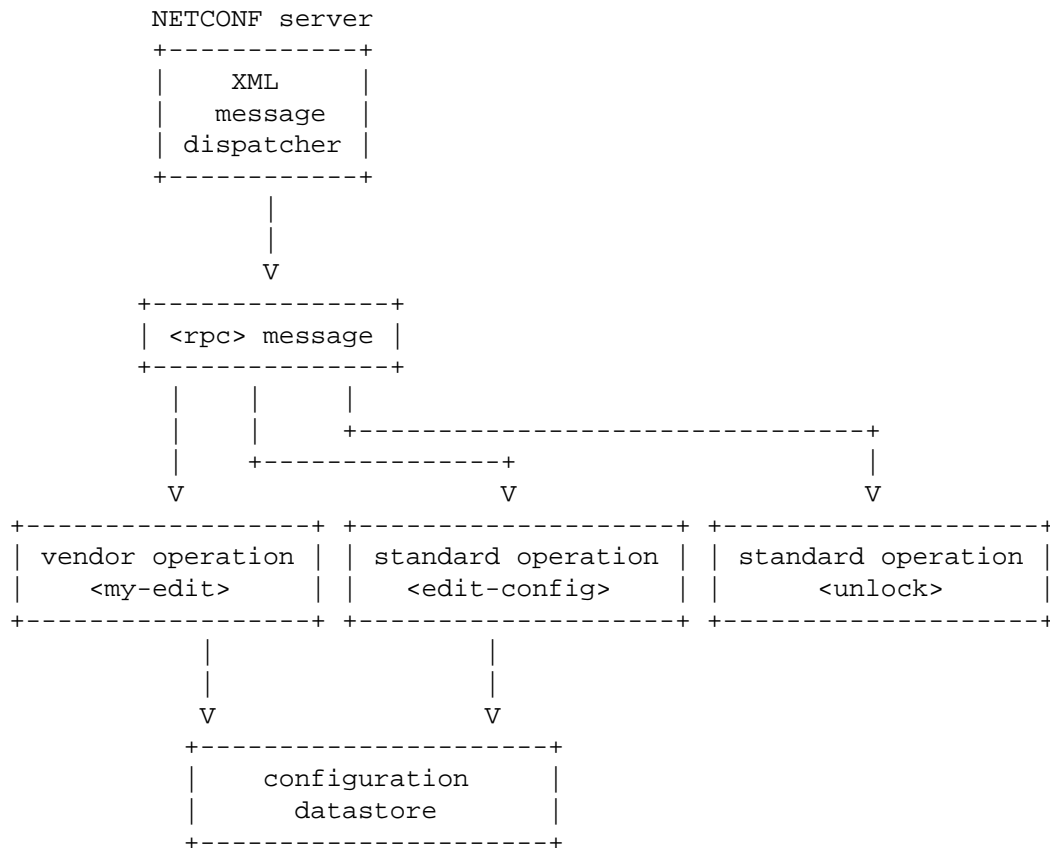 NETCONF server
XML
message
dispatcher
<rpc> message
vendor operation
<my-edit>
standard operation
<edit-config>
standard operation
<unlock>
configuration
datastore